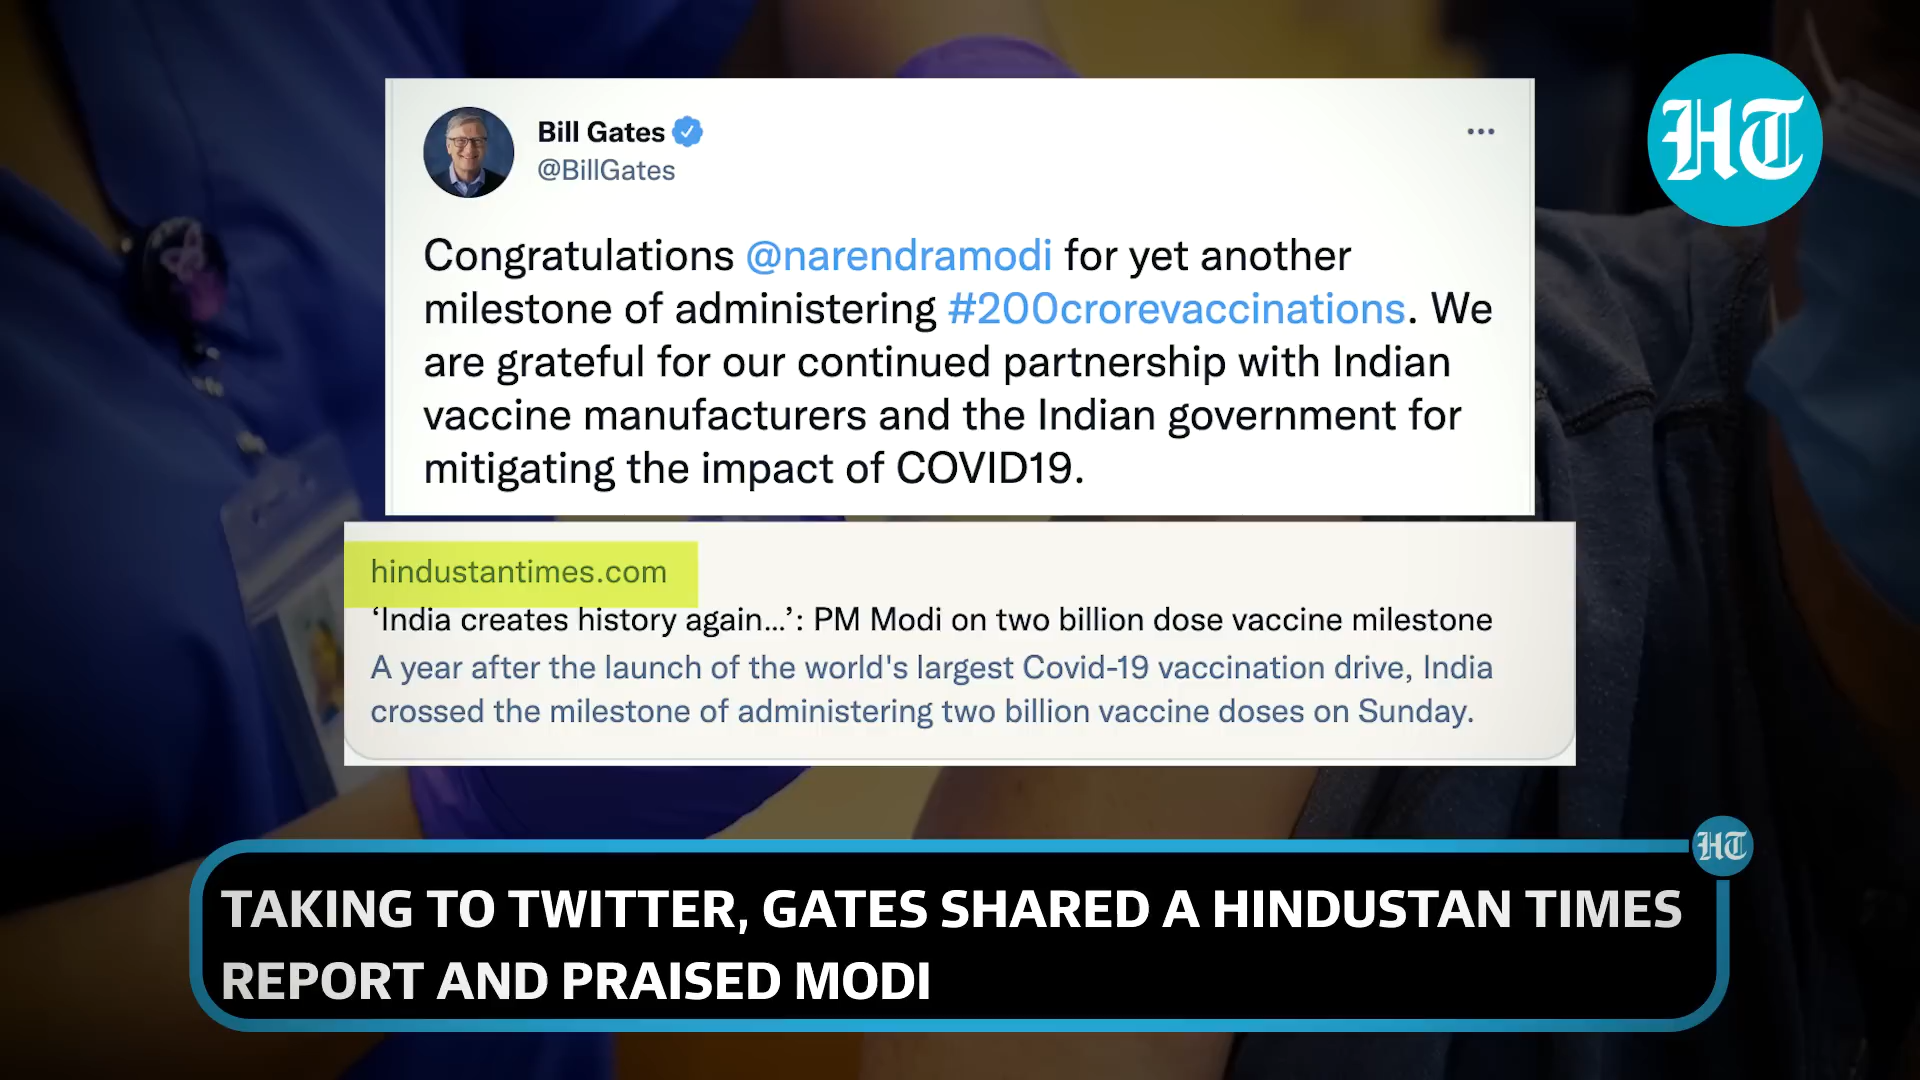 HT
Bill Gates
@BillGates
Congratulations @narendramodi for yet another
milestone of administering #200crorevaccinations. We
are grateful for our continued partnership with Indian
vaccine manufacturers and the Indian government for
mitigating the impact of COVID19.
hindustantimes.com
‘India creates history again...’: PM Modi on two billion dose vaccine milestone
A year after the launch of the world's largest Covid-19 vaccination drive, India
crossed the milestone of administering two billion vaccine doses on Sunday.
HT
TAKING TO TWITTER, GATES SHARED A HINDUSTAN TIMES
REPORT AND PRAISED MODI